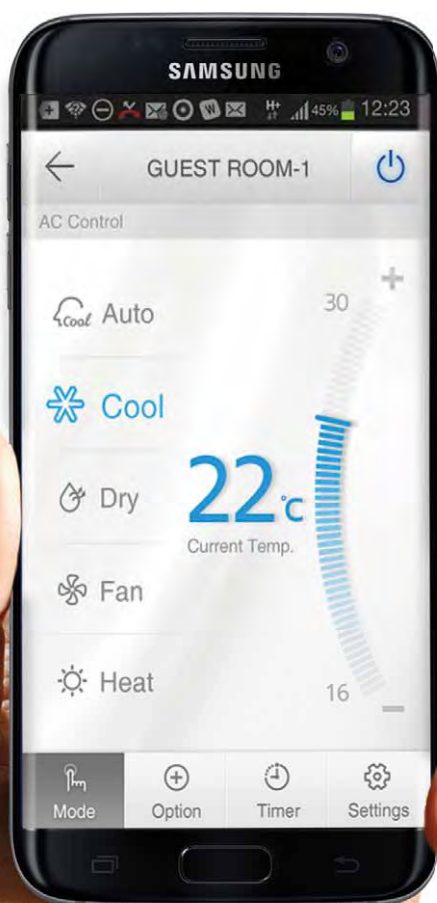 SAMSUNG
H+ 45% 12:23
GUEST ROOM-1
AC Control
30
Cool Auto
Cool
22°C
Dry
Current Temp.
Fan
Heat
16
Mode Option Timer Settings